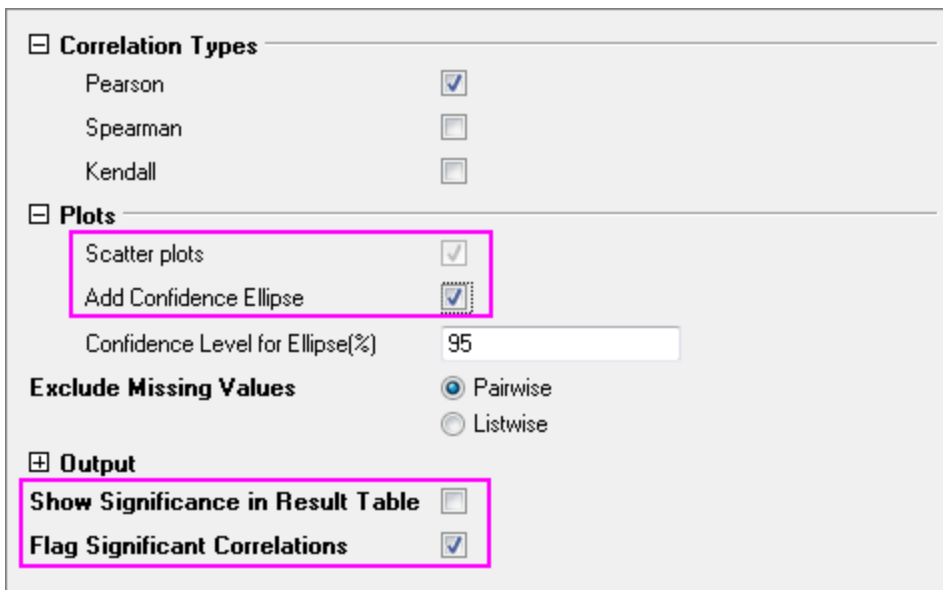 Correlation Types
Pearson
Spearman
Kendall
Plots
Scatter plots
Add Confidence Ellipse
Confidence Level for Ellipse(%) 95
Exclude Missing Values Pairwise
Listwise
Output
Show Significance in Result Table
Flag Significant Correlations